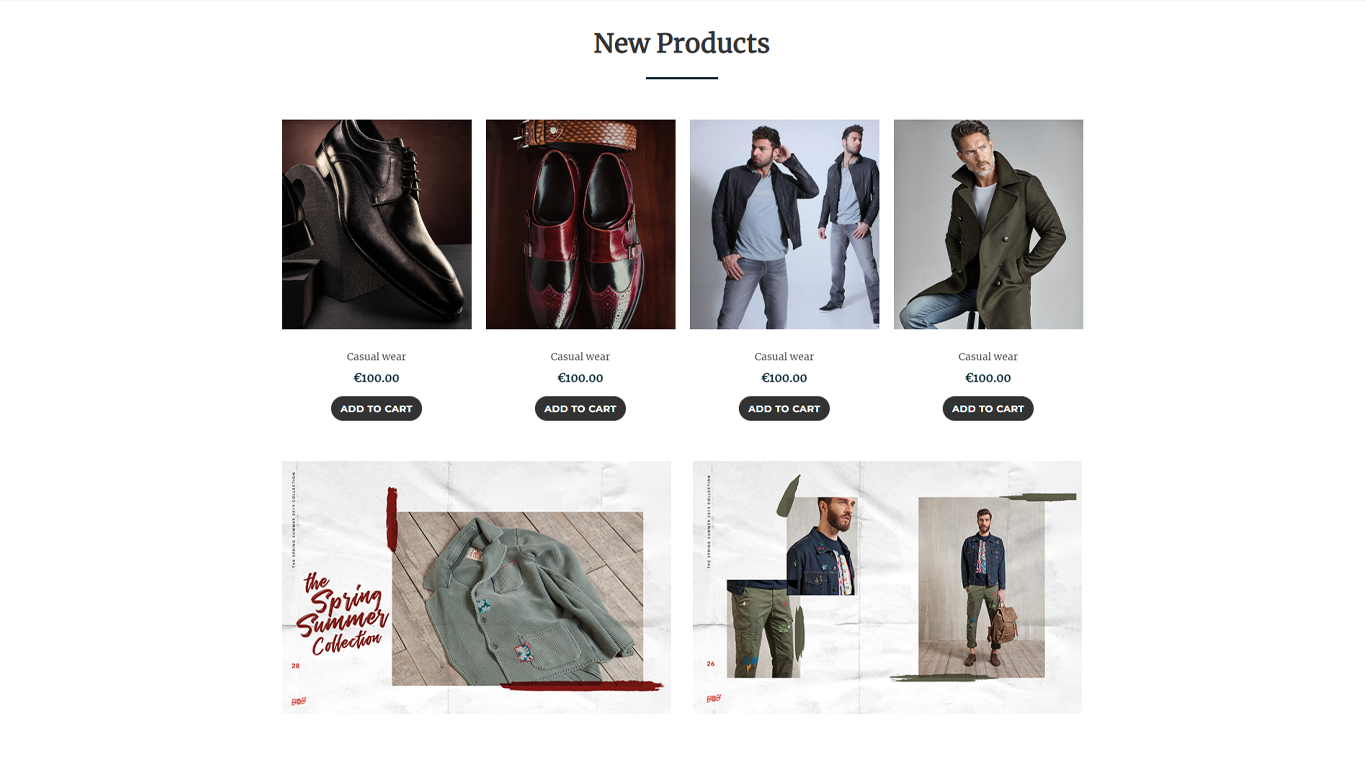 New Products
Casual wear
€100.00
ADD TO CART
Casual wear
€100.00
ADD TO CART
Casual wear
€100.00
ADD TO CART
Casual wear
€100.00
ADD TO CART
THE SPRING SUMMER 2019 COLLECTION
the
Spring
Summer
Collection
28
THE SPRING SUMMER 2019 COLLECTION
26